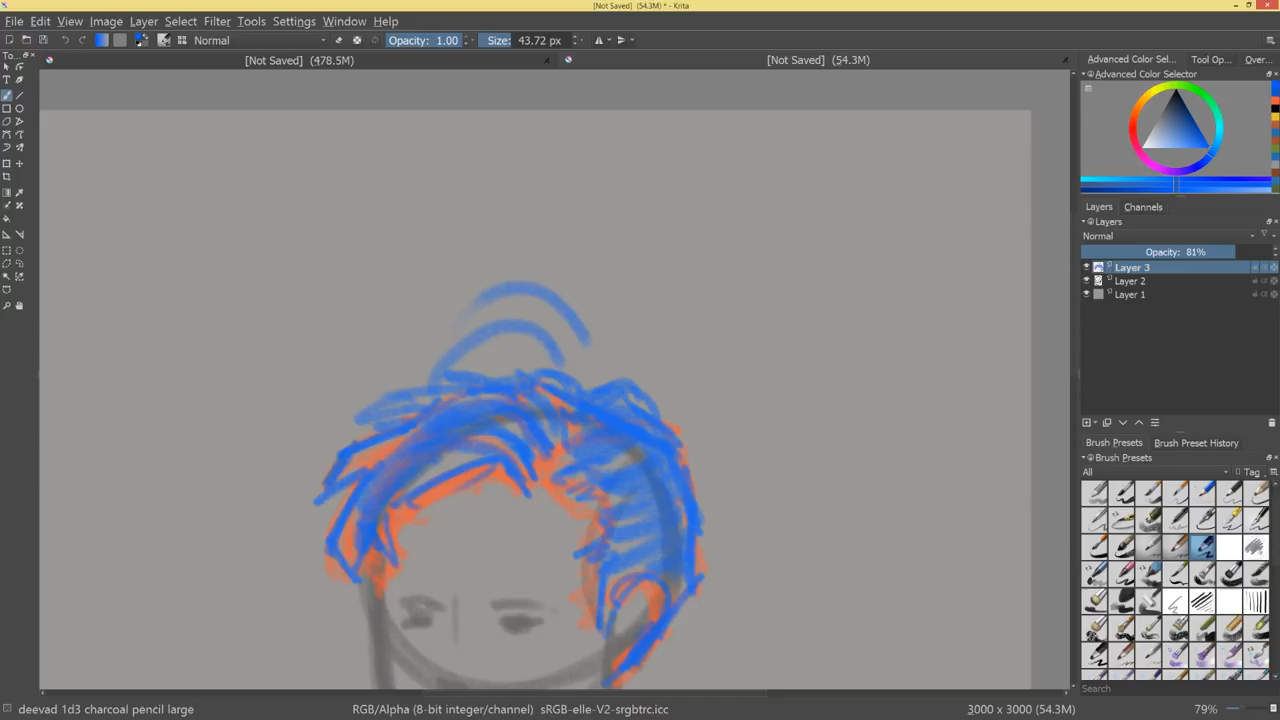 [Not Saved] (54.3M) * - Krita
File Edit View Image Layer Select Filter Tools Settings Window Help
Normal Opacity: 1.00 Size: 43.72 px
To...
[Not Saved] (478.5M) [Not Saved] (54.3M)
Advanced Color Sel... Tool Op... Over...
Advanced Color Selector
Layers Channels
Layers
Normal
Opacity: 81%
Layer 3
Layer 2
Layer 1
Brush Presets Brush Preset History
Brush Presets
All Tag
Search
deevad 1d3 charcoal pencil large RGB/Alpha (8-bit integer/channel) sRGB-elle-V2-srgbtrc.icc 3000 x 3000 (54.3M) 79%